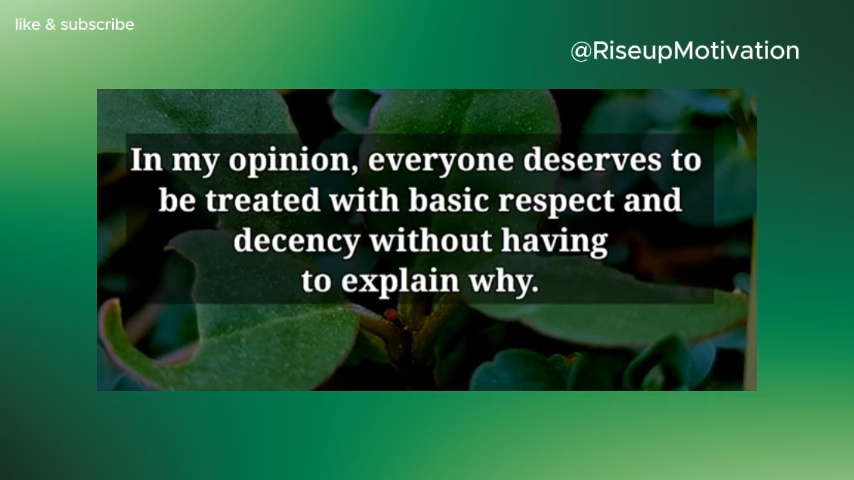 like & subscribe
@RiseupMotivation
In my opinion, everyone deserves to
be treated with basic respect and
decency without having
to explain why.